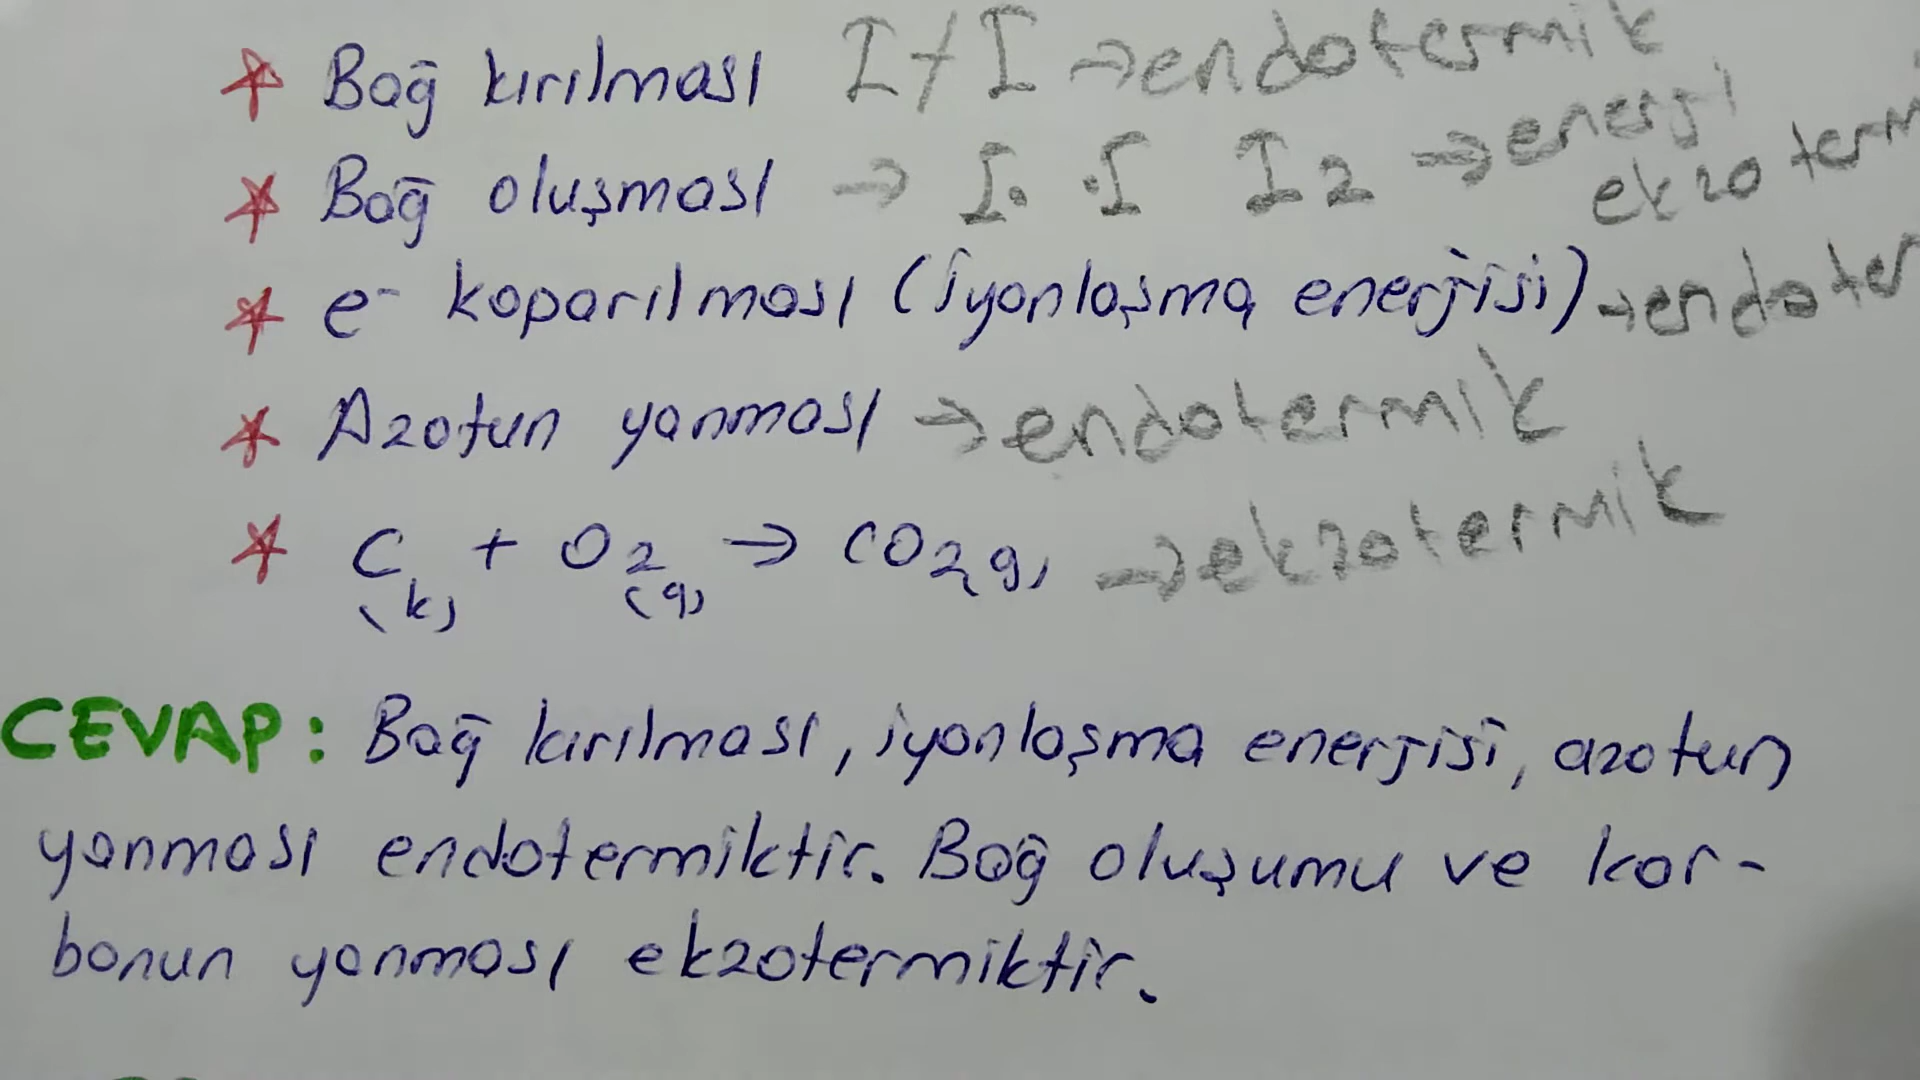 Bağ kırılması I/I → endotermik
Bağ oluşması → I. .I I2 → enerji
ekzoterm
e- koparılması (iyonlaşma enerjisi) → endoter
Azotun yanması → endotermik
C(k) + O2(g) → CO2(g) → ekzotermik
CEVAP: Bağ kırılması, iyonlaşma enerjisi, azotun
yanması endotermiktir. Bağ oluşumu ve kar-
bonun yanması ekzotermiktir.